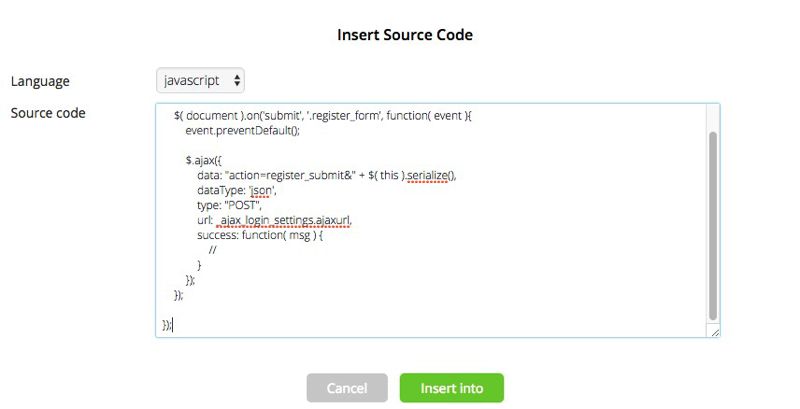 Insert Source Code
Language
javascript
Source code
$( document ).on('submit', '.register_form', function( event ){
event.preventDefault();
$.ajax({
data: "action=register_submit&" + $( this ).serialize(),
dataType: 'json',
type: "POST",
url: _ajax_login_settings.ajaxurl,
success: function( msg ) {
//
}
});
});
});
Cancel
Insert into